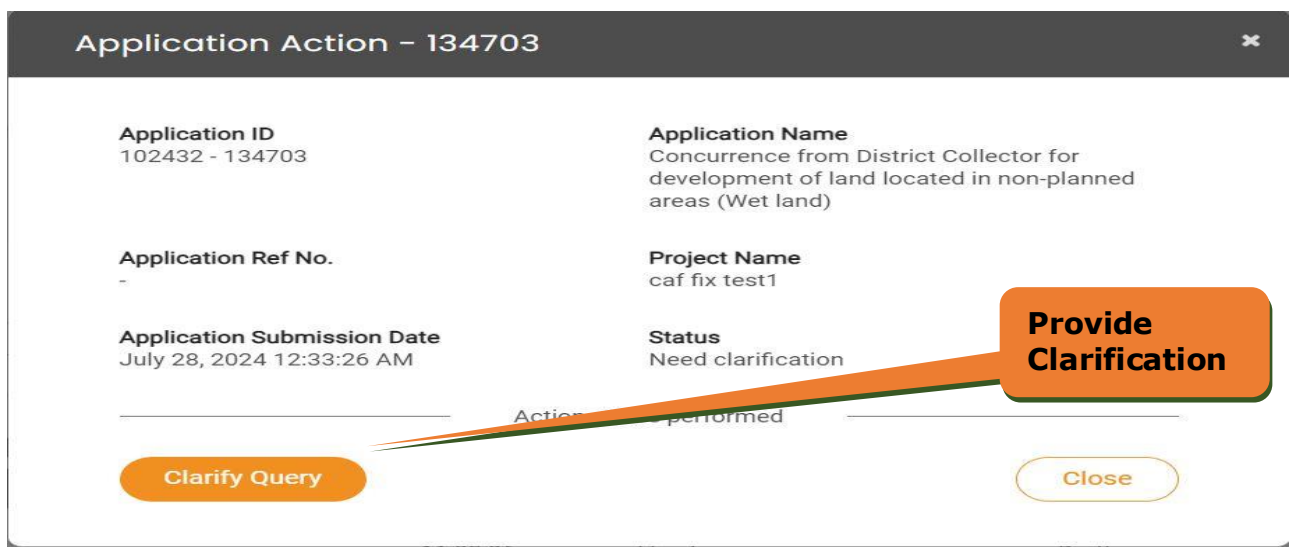 Application Action - 134703
Application ID
102432 - 134703
Application Name
Concurrence from District Collector for
development of land located in non-planned
areas (Wet land)
Application Ref No.
-
Project Name
caf fix test1
Application Submission Date
July 28, 2024 12:33:26 AM
Status
Need clarification
Provide
Clarification
Action performed
Clarify Query
Close